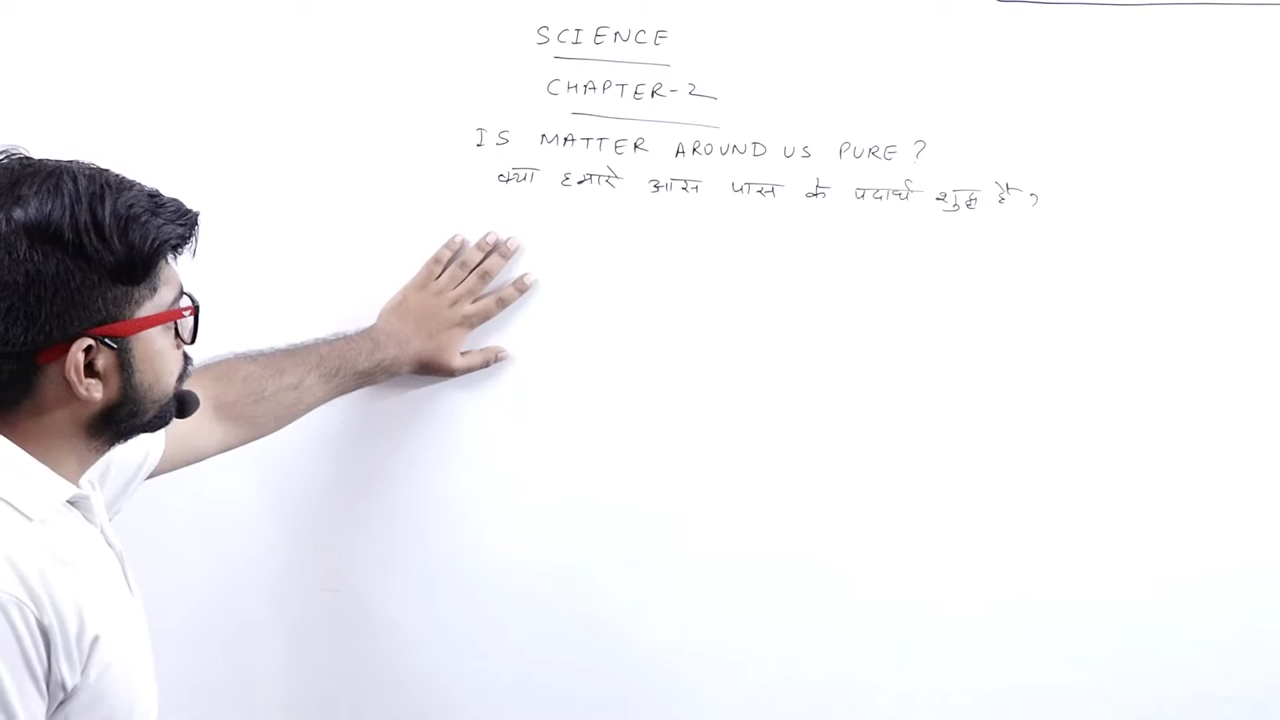 SCIENCE
CHAPTER-2
IS MATTER AROUND US PURE?
क्या हमारे आस पास के पदार्थ शुद्ध है?